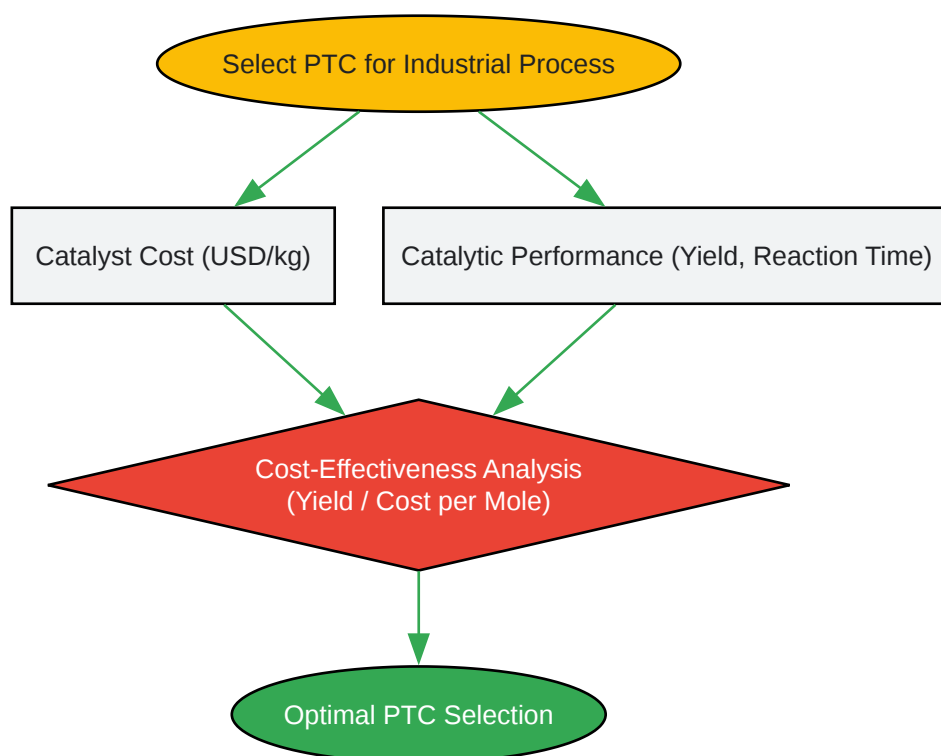 Select PTC for Industrial Process
Catalyst Cost (USD/kg)
Catalytic Performance (Yield, Reaction Time)
Cost-Effectiveness Analysis
(Yield / Cost per Mole)
Optimal PTC Selection